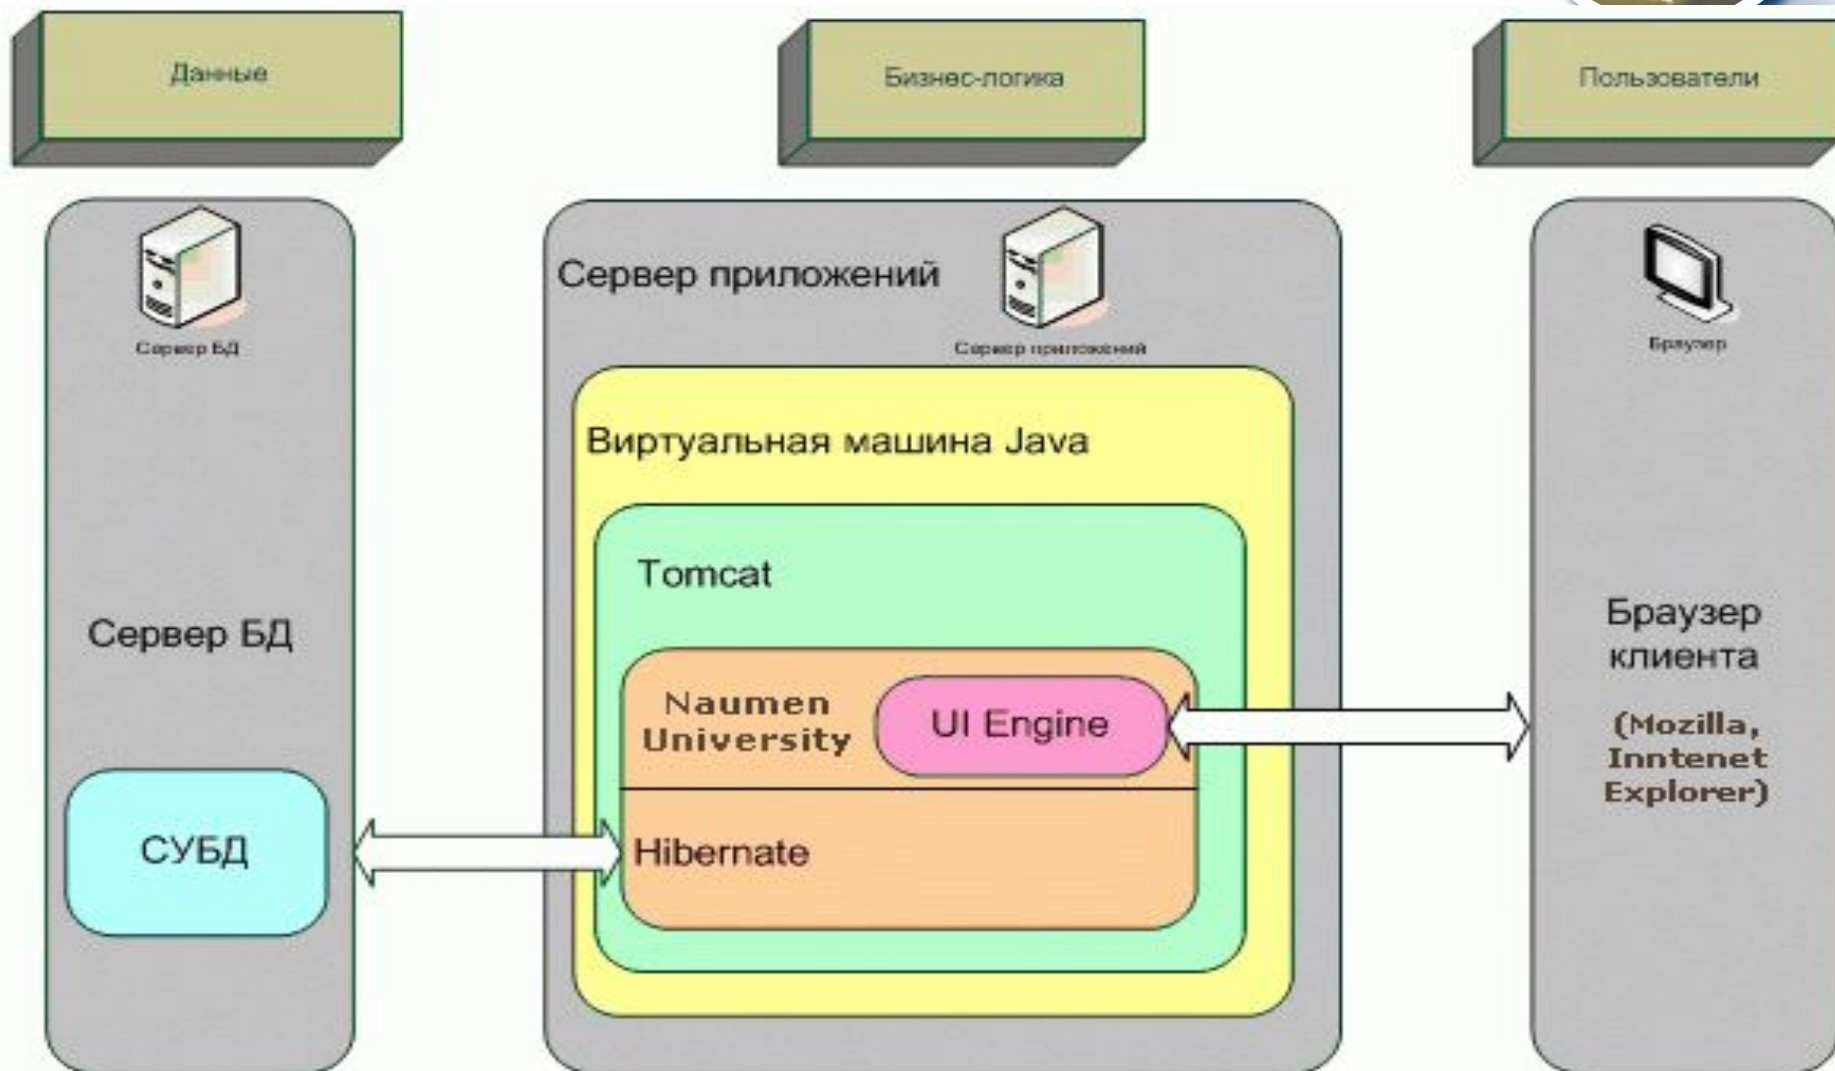 Данные
Бизнес-логика
Пользователи
Сервер БД
Сервер БД
СУБД
Сервер приложений
Сервер приложений
Виртуальная машина Java
Tomcat
Naumen
University
UI Engine
Hibernate
Браузер
Браузер
клиента
(Mozilla,
Inntenet
Explorer)